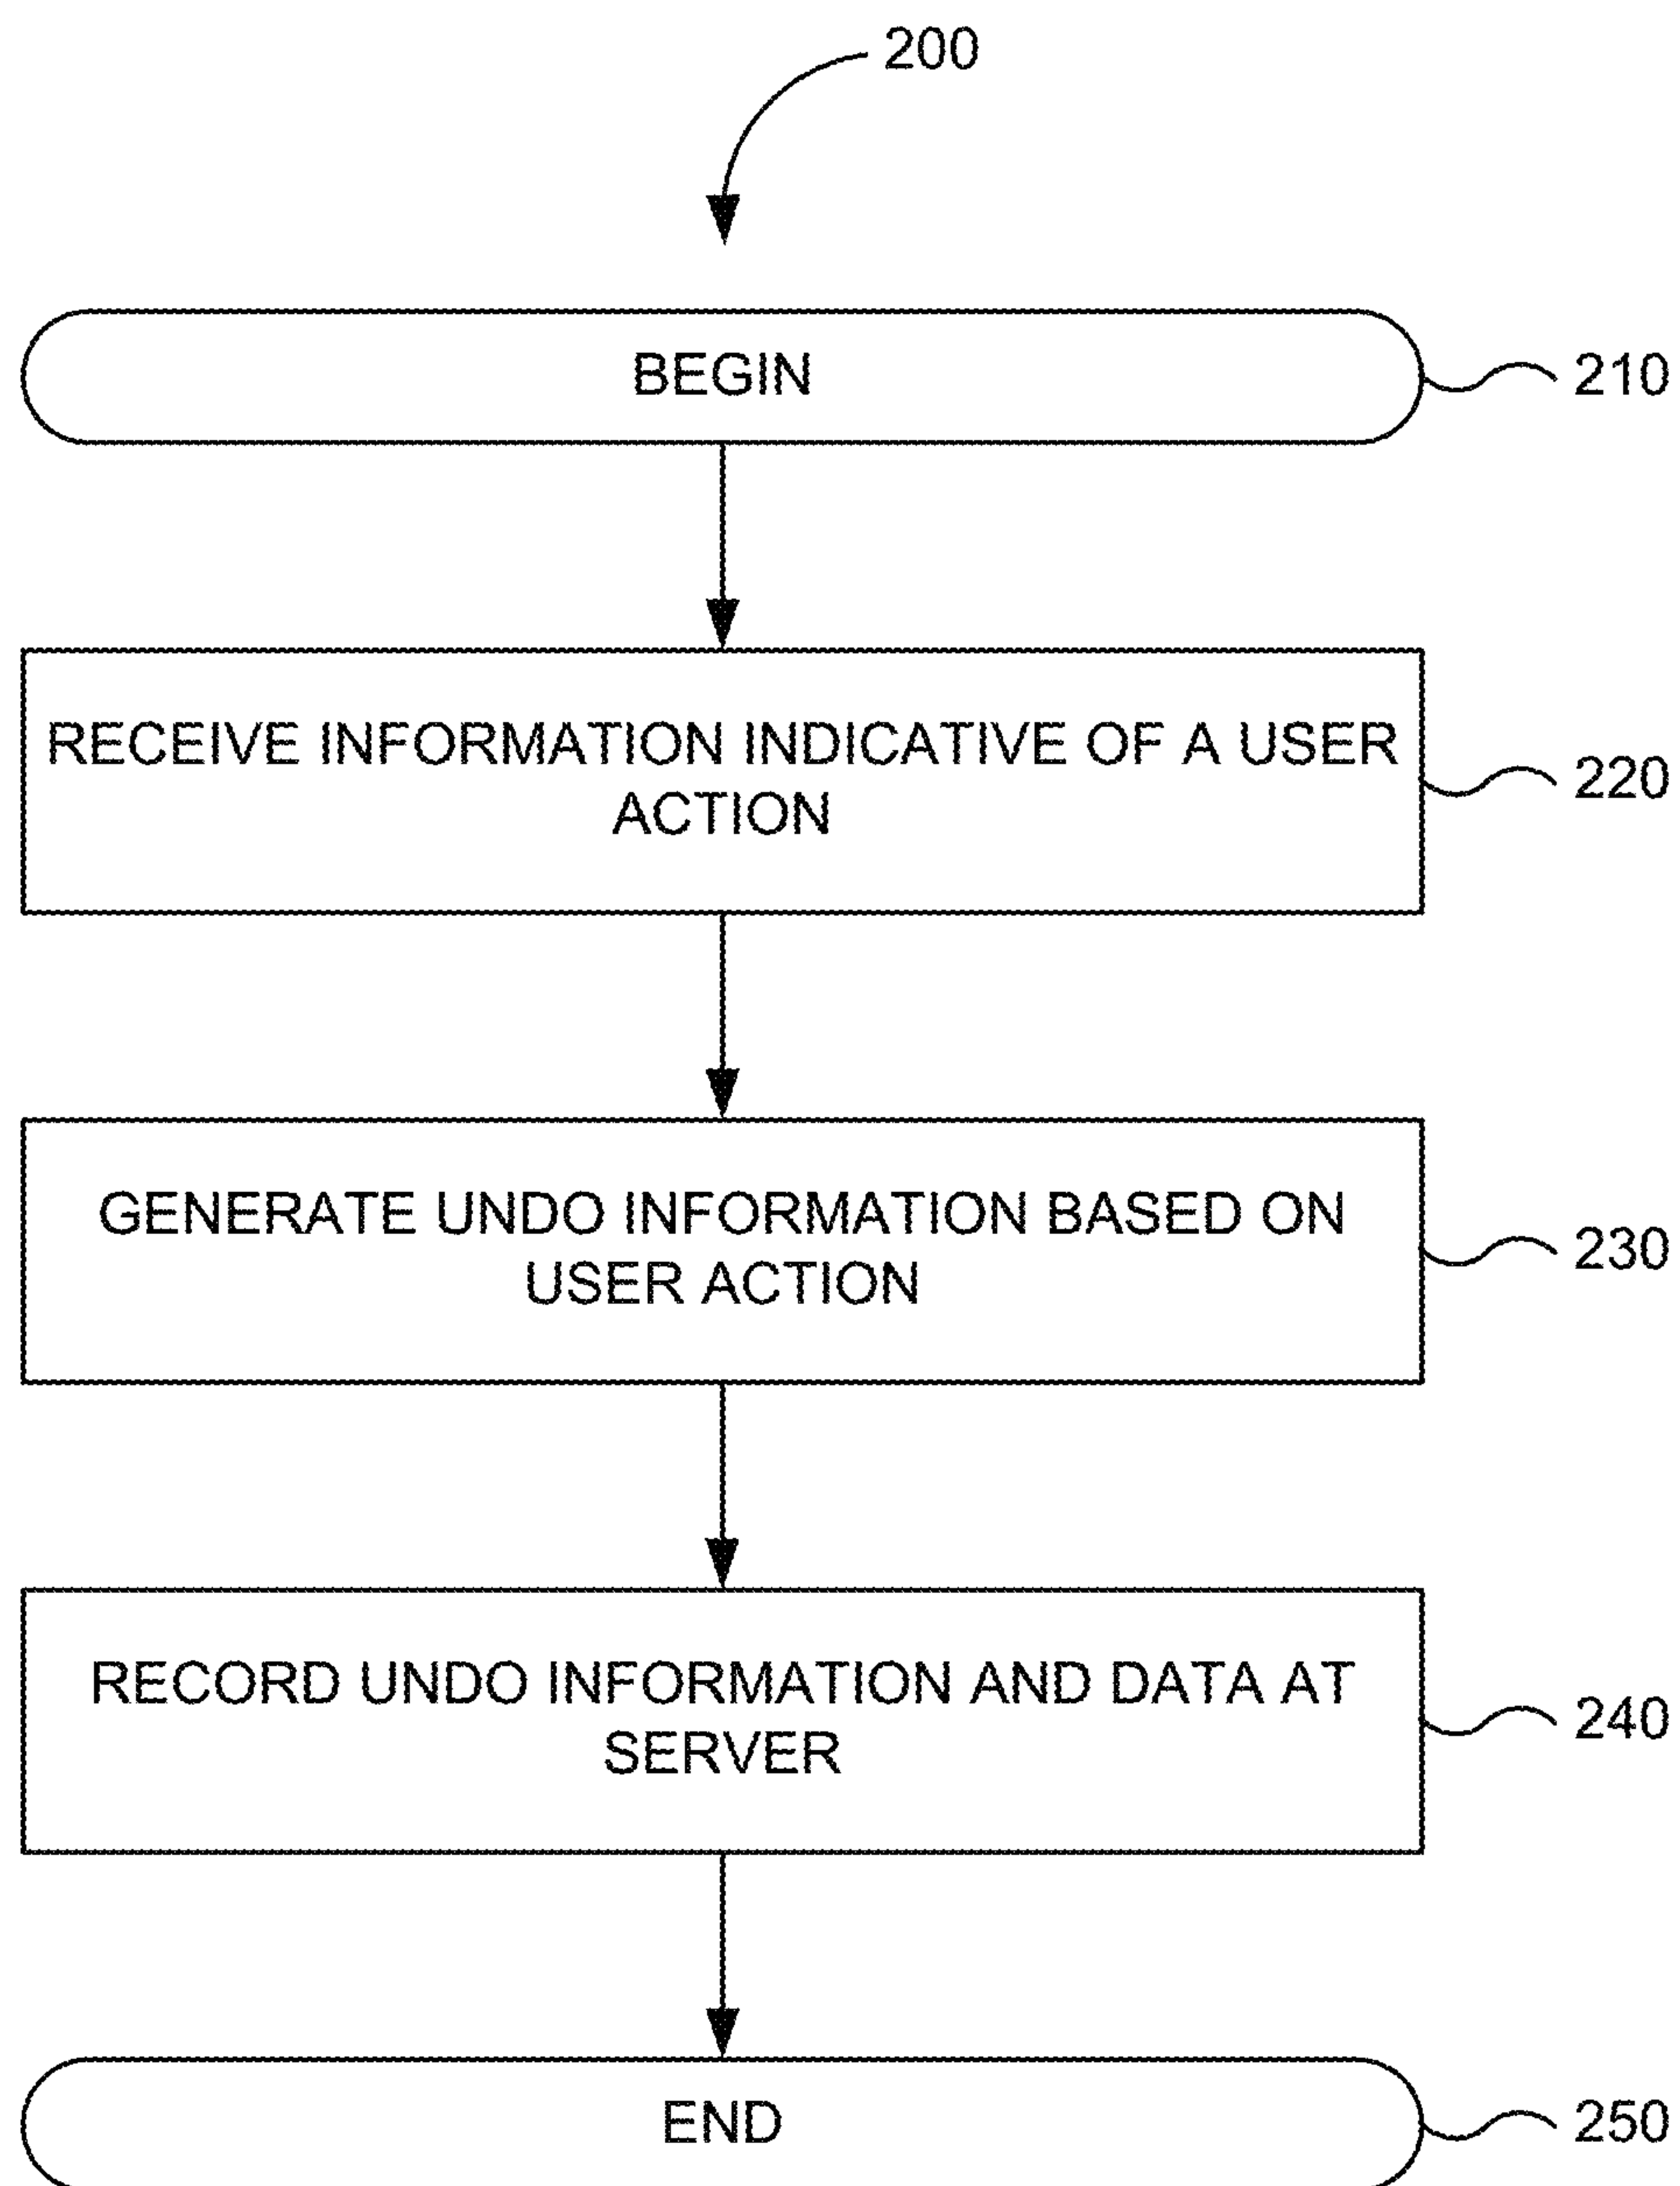 200
BEGIN
210
RECEIVE INFORMATION INDICATIVE OF A USER
ACTION
220
GENERATE UNDO INFORMATION BASED ON
USER ACTION
230
RECORD UNDO INFORMATION AND DATA AT
SERVER
240
END
250